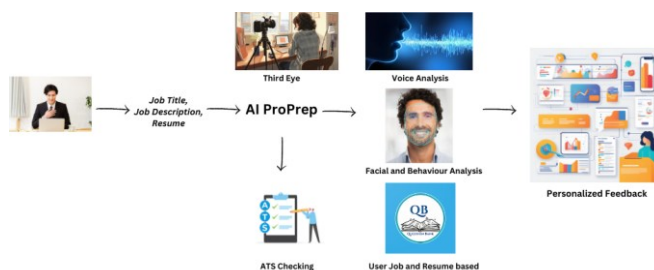 Third Eye
Voice Analysis
Job Title,
Job Description,
Resume
AI ProPrep
Facial and Behaviour Analysis
Personalized Feedback
A
T
S
QB
ATS Checking
User Job and Resume based